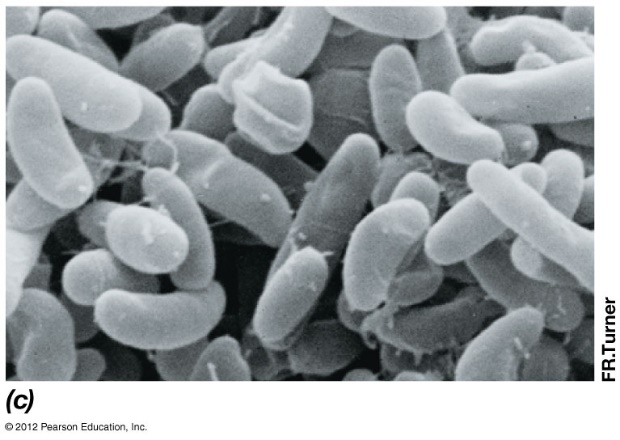 FR.Turner
(c)
© 2012 Pearson Education, Inc.